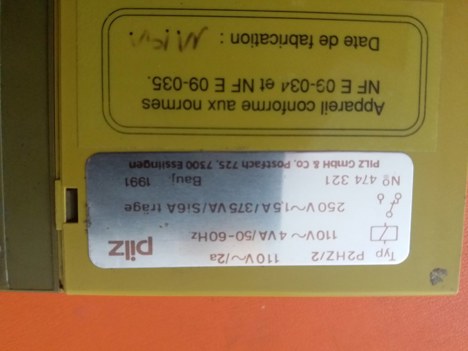 pilz
Typ P2HZ/2 110V~/2a
110V~ 4VA/50-60Hz
250V~1,5A/375VA/Si6A träge
No 474 321 Bauj. 1991
PILZ GmbH & Co, Postfach 725, 7300 Esslingen
Appareil conforme aux normes
NF E 09-034 et NF E 09-035.
Date de fabrication :